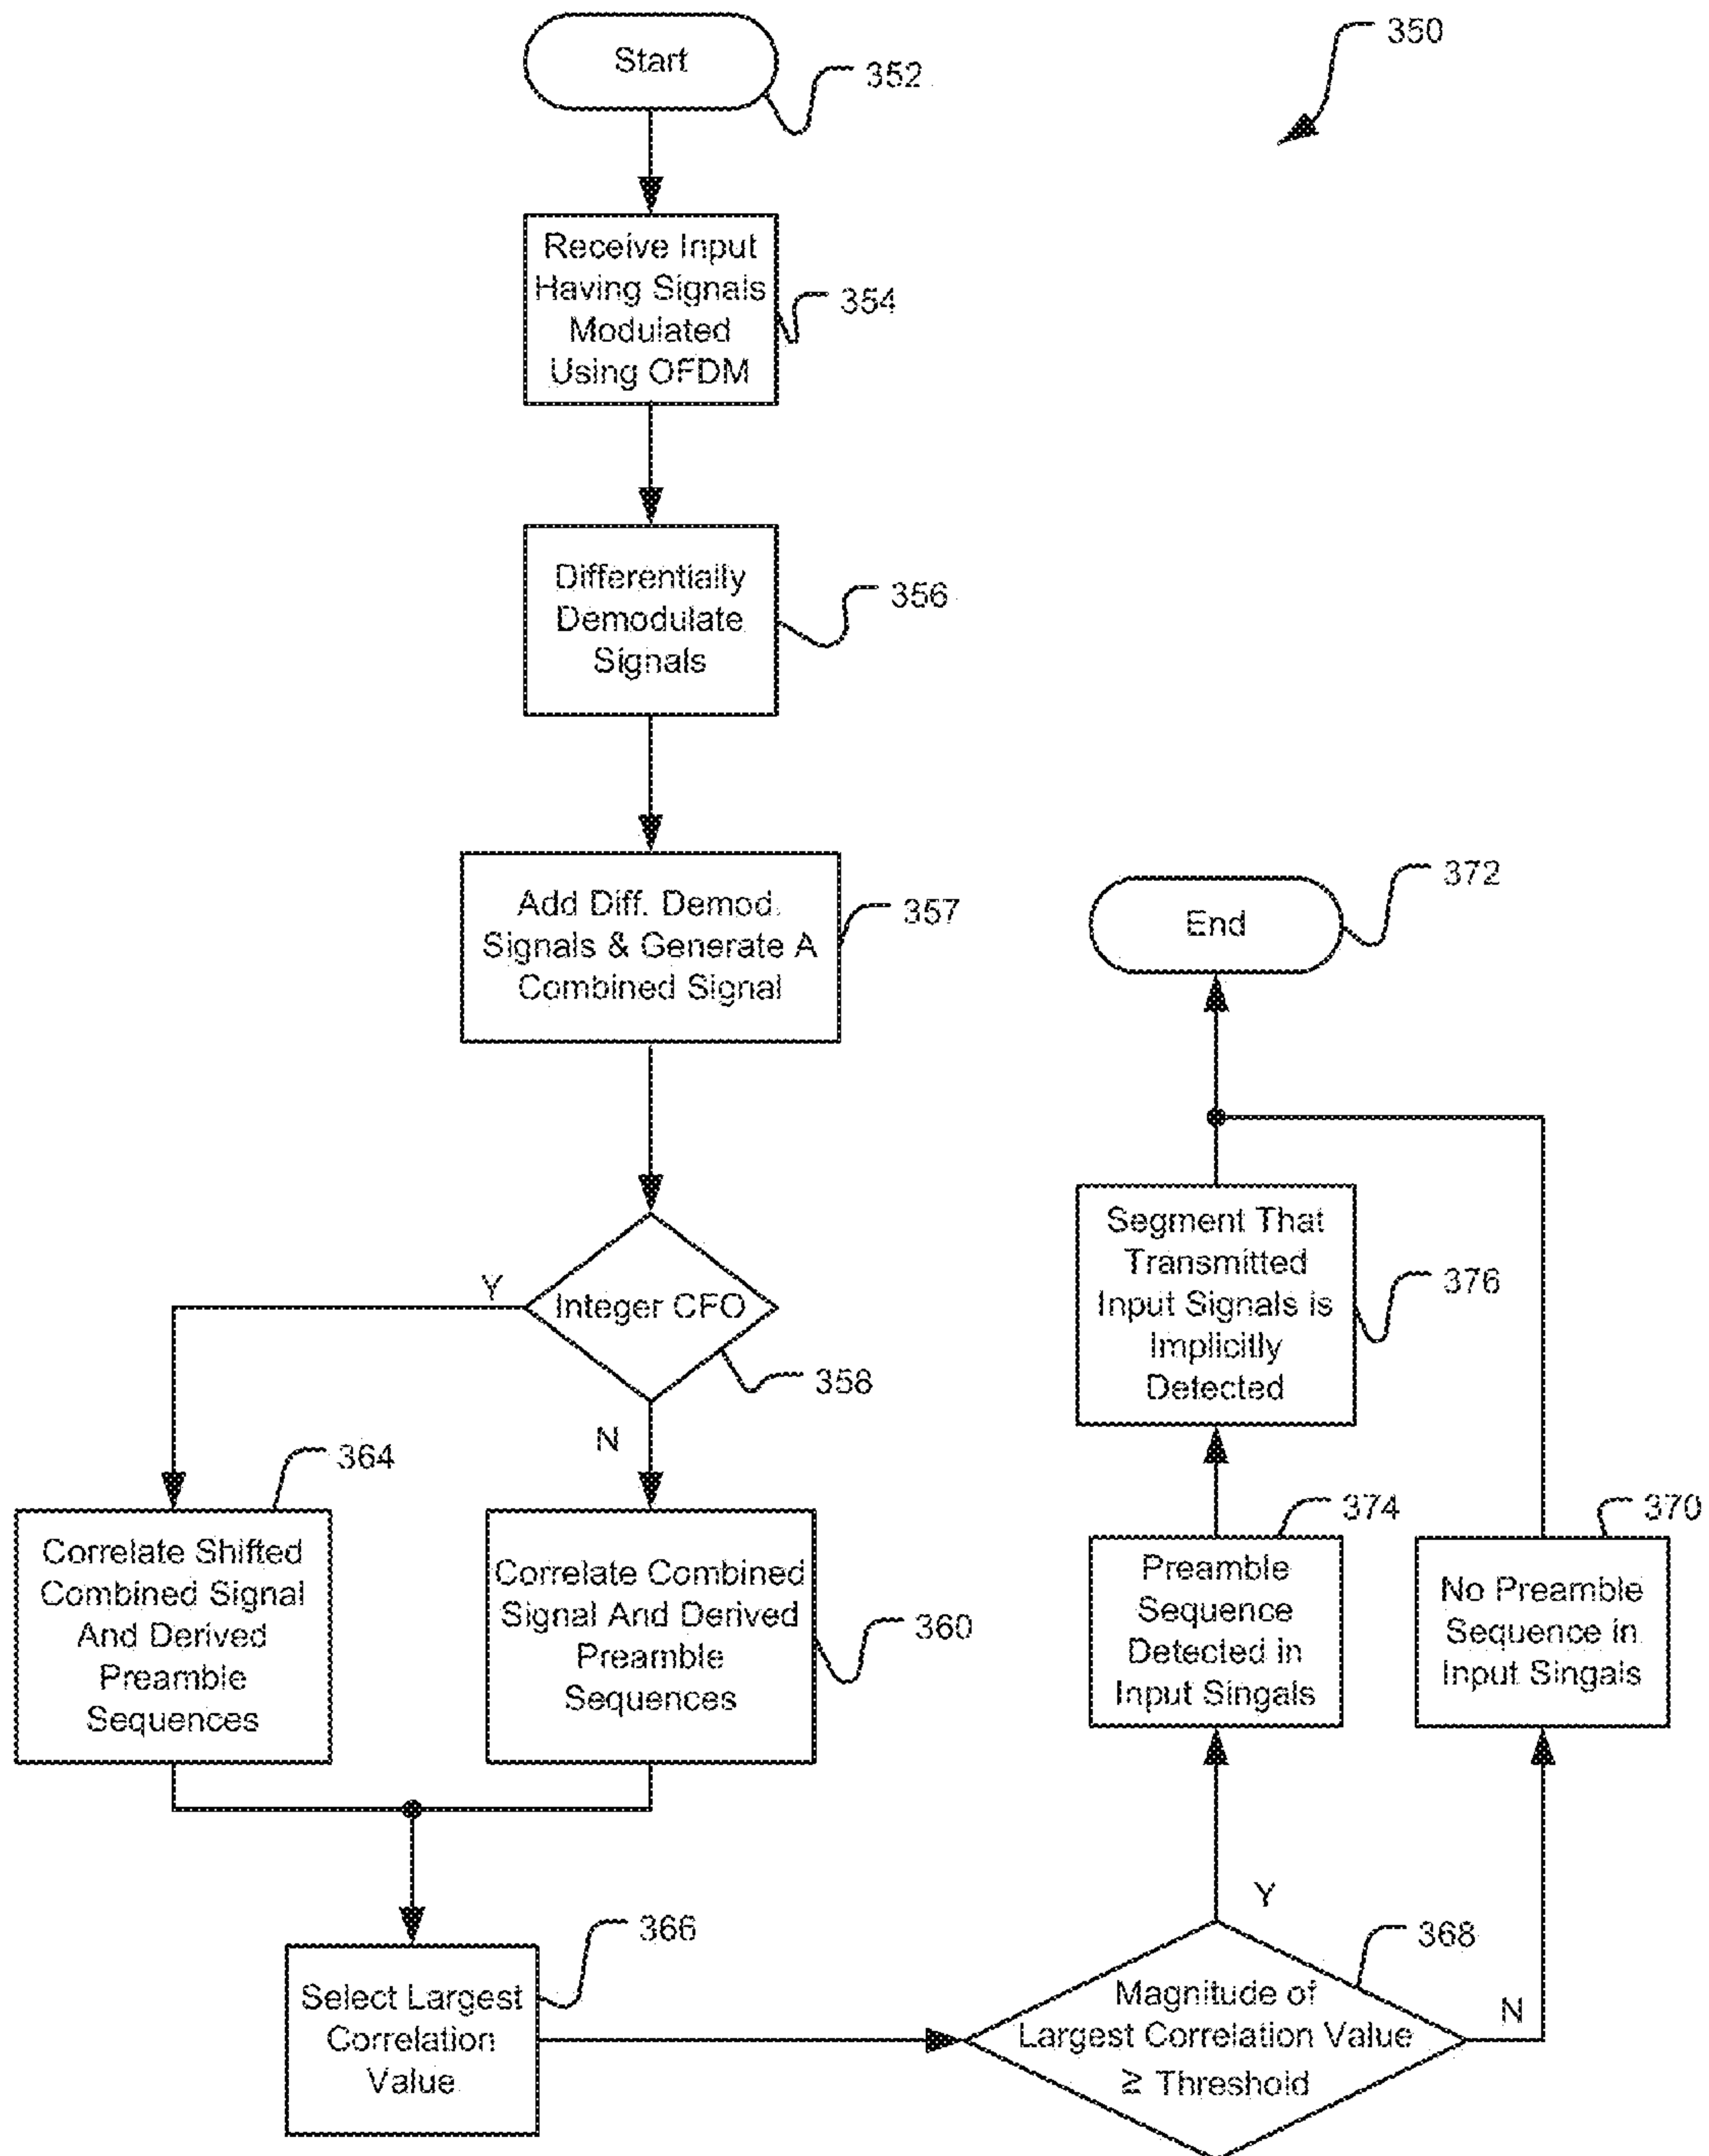 Start
352
350
Receive Input
Having Signals
Modulated
Using OFDM
354
Differentially
Demodulate
Signals
356
Add Diff. Demod.
Signals & Generate A
Combined Signal
357
End
372
Integer CFO
Y
N
358
Segment That
Transmitted
Input Signals is
Implicitly
Detected
376
Correlate Shifted
Combined Signal
And Derived
Preamble
Sequences
364
Correlate Combined
Signal And Derived
Preamble
Sequences
360
Preamble
Sequence
Detected in
Input Singals
374
No Preamble
Sequence in
Input Singals
370
Select Largest
Correlation
Value
366
Magnitude of
Largest Correlation Value
≥ Threshold
368
Y
N